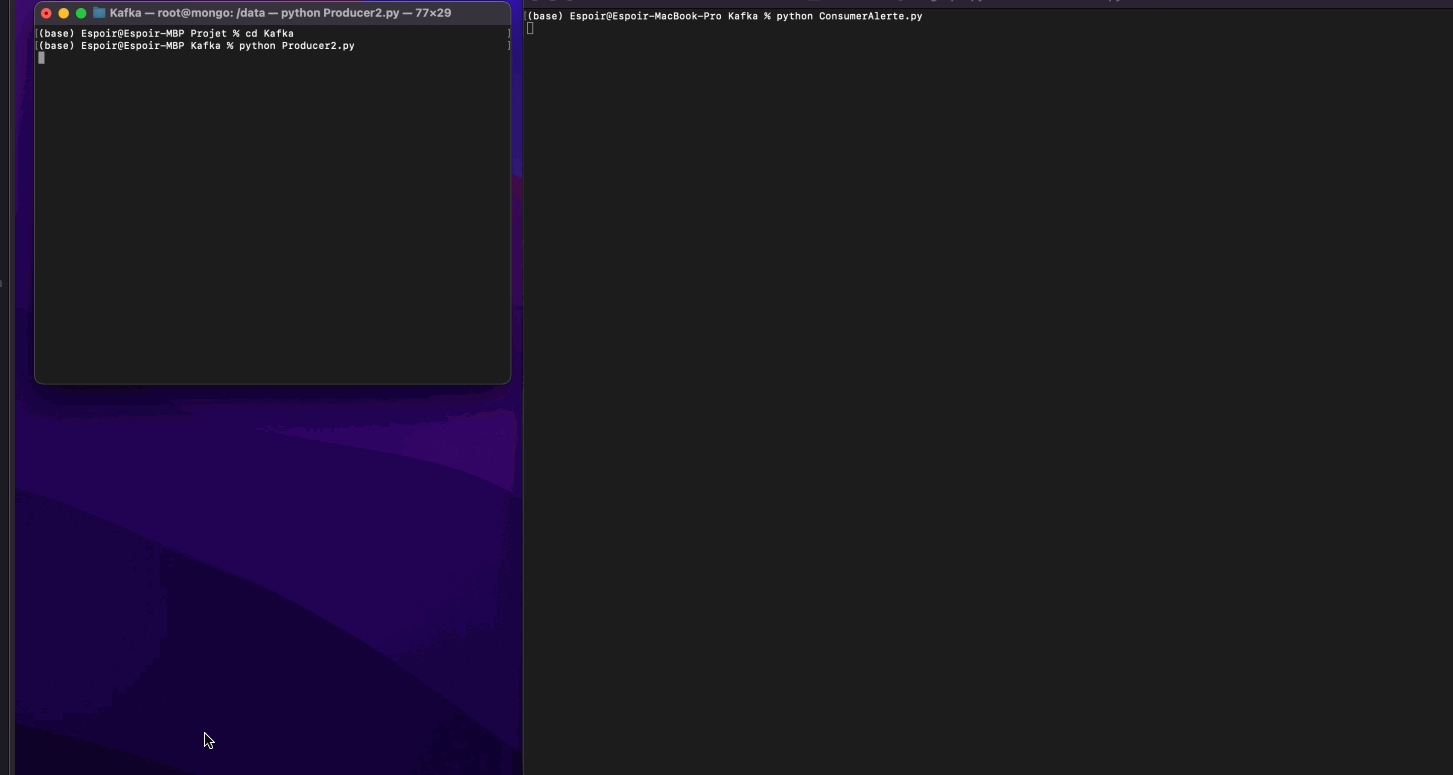 Kafka — root@mongo: /data — python Producer2.py — 77×29
(base) Espoir@Espoir-MBP Projet % cd Kafka
(base) Espoir@Espoir-MBP Kafka % python Producer2.py
(base) Espoir@Espoir-MacBook-Pro Kafka % python ConsumerAlerte.py